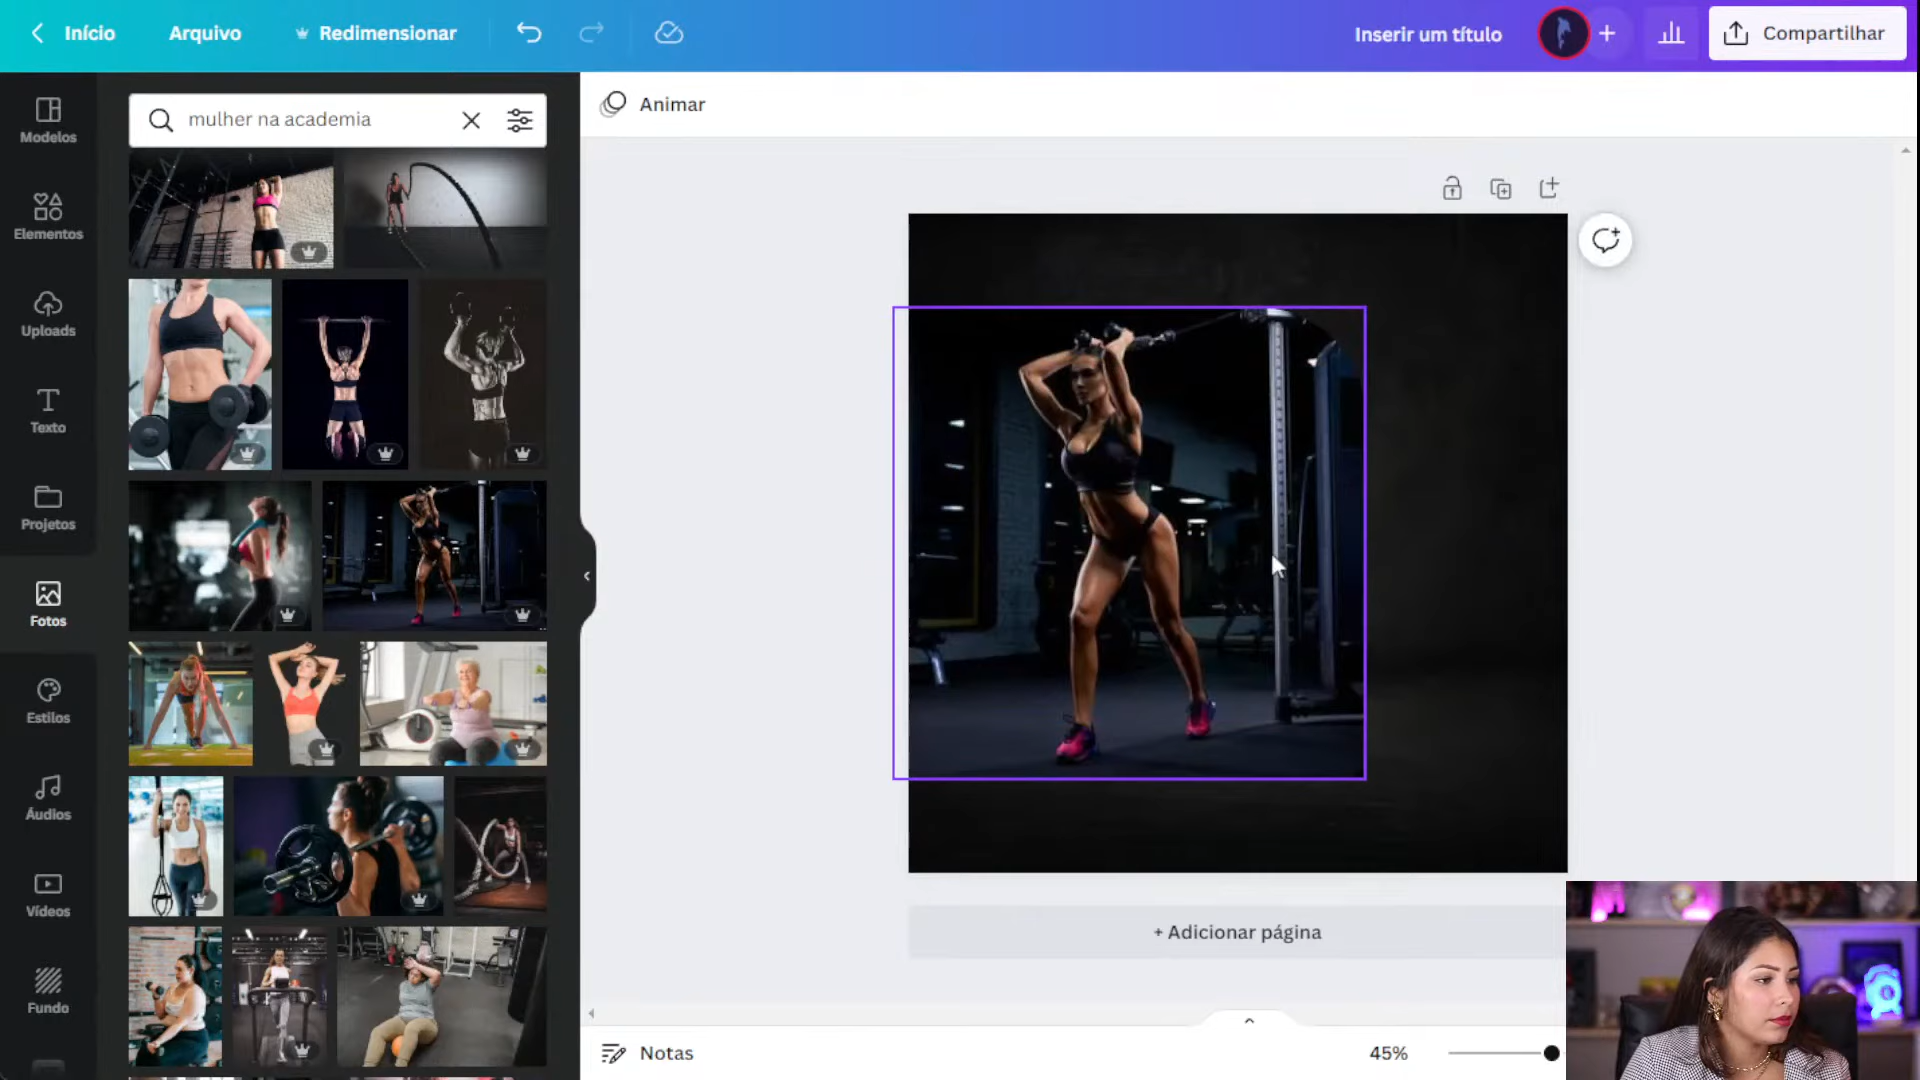 Início
Arquivo
Redimensionar
Inserir um título
Compartilhar
Modelos
Elementos
Uploads
Texto
Projetos
Fotos
Estilos
Áudios
Vídeos
Fundo
mulher na academia
Animar
+ Adicionar página
Notas
45%